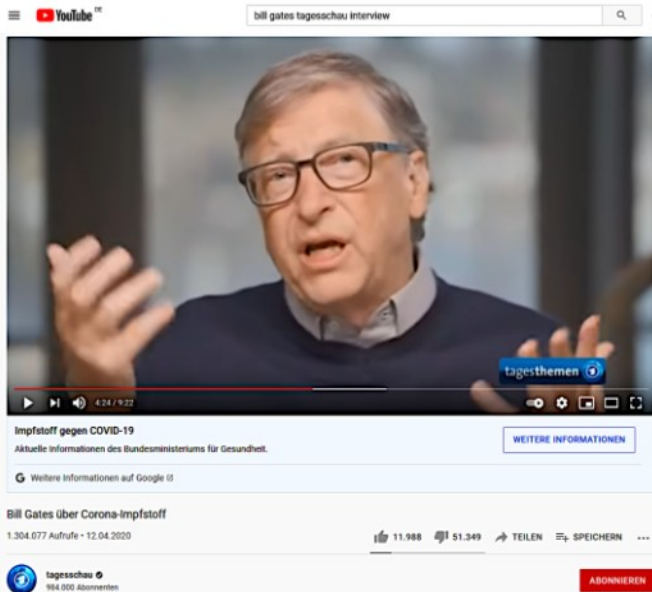 YouTube DE
bill gates tagesschau interview
tagesthemen
4:24 / 9:22
Impfstoff gegen COVID-19
Aktuelle Informationen des Bundesministeriums für Gesundheit.
WEITERE INFORMATIONEN
G Weitere Informationen auf Google
Bill Gates über Corona-Impfstoff
1.304.077 Aufrufe • 12.04.2020
11.988 51.349 TEILEN SPEICHERN ...
tagesschau
984.000 Abonnenten
ABONNIEREN